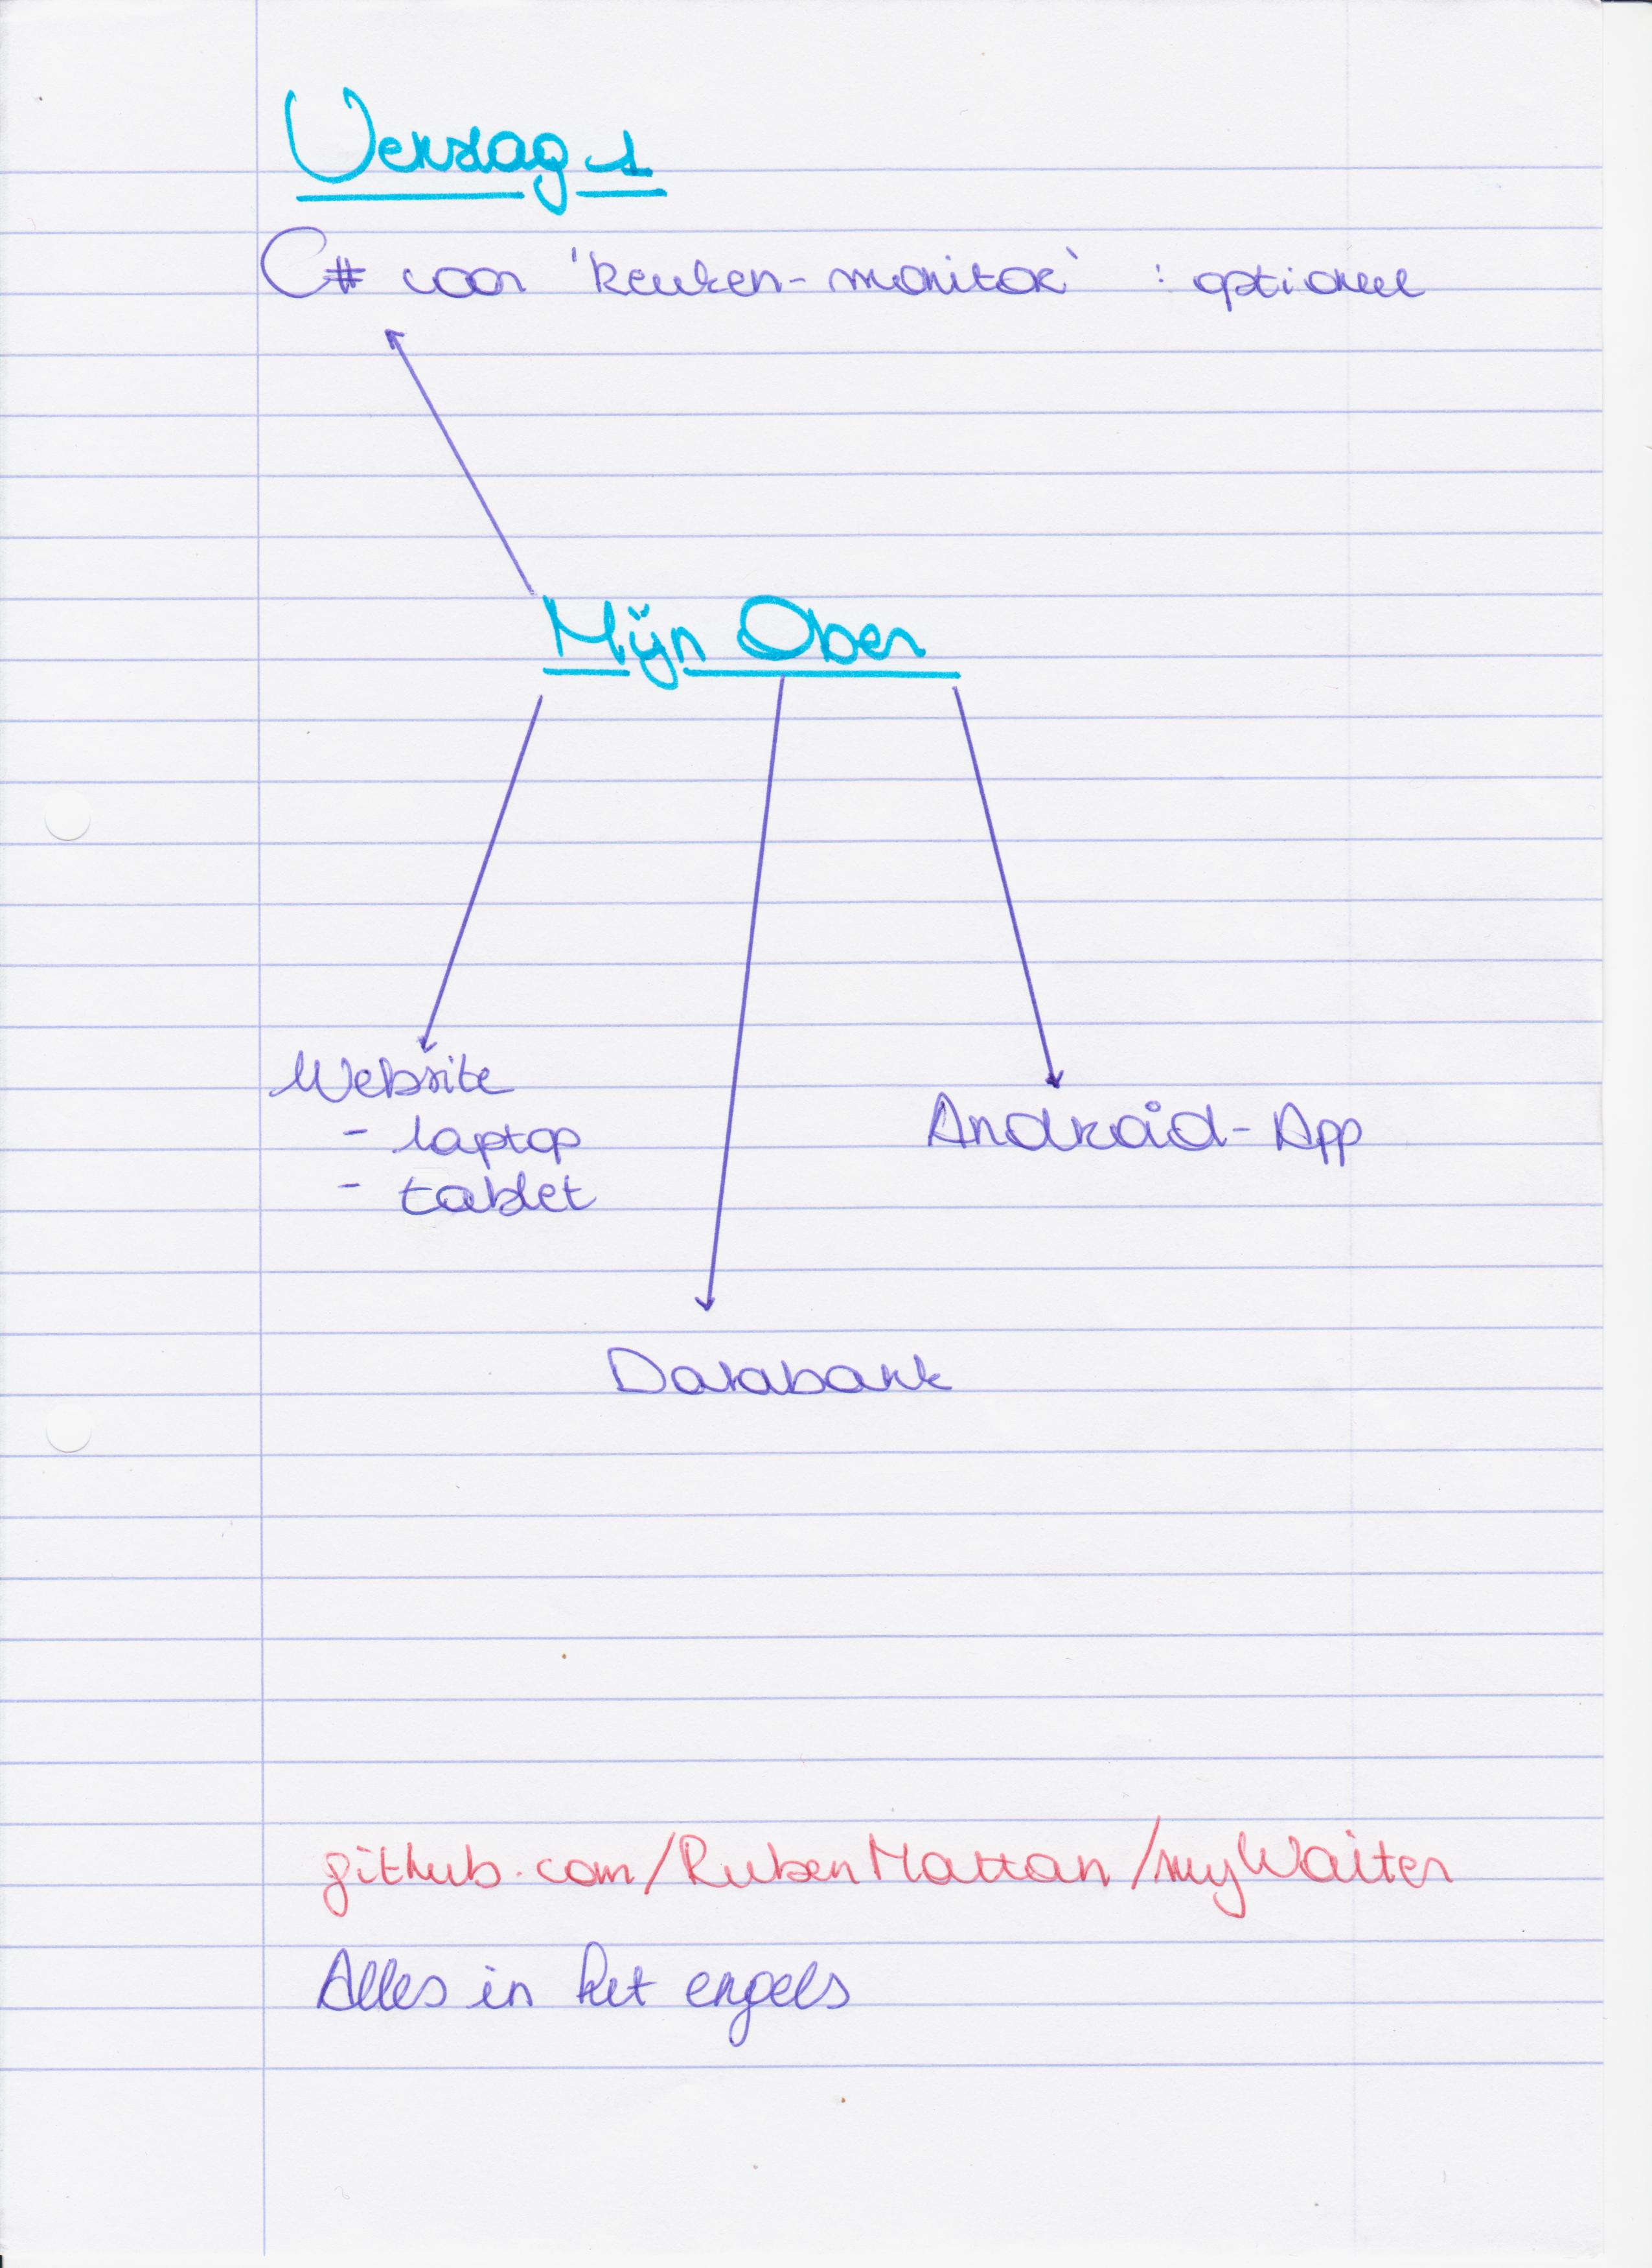 Verslag 1
C# voor 'keuken-monitor' : optioneel
Mijn Ober
Website
- laptop
- tablet
Android-App
Databank
github.com/RubenMattan/myWaiter
Alles in het engels